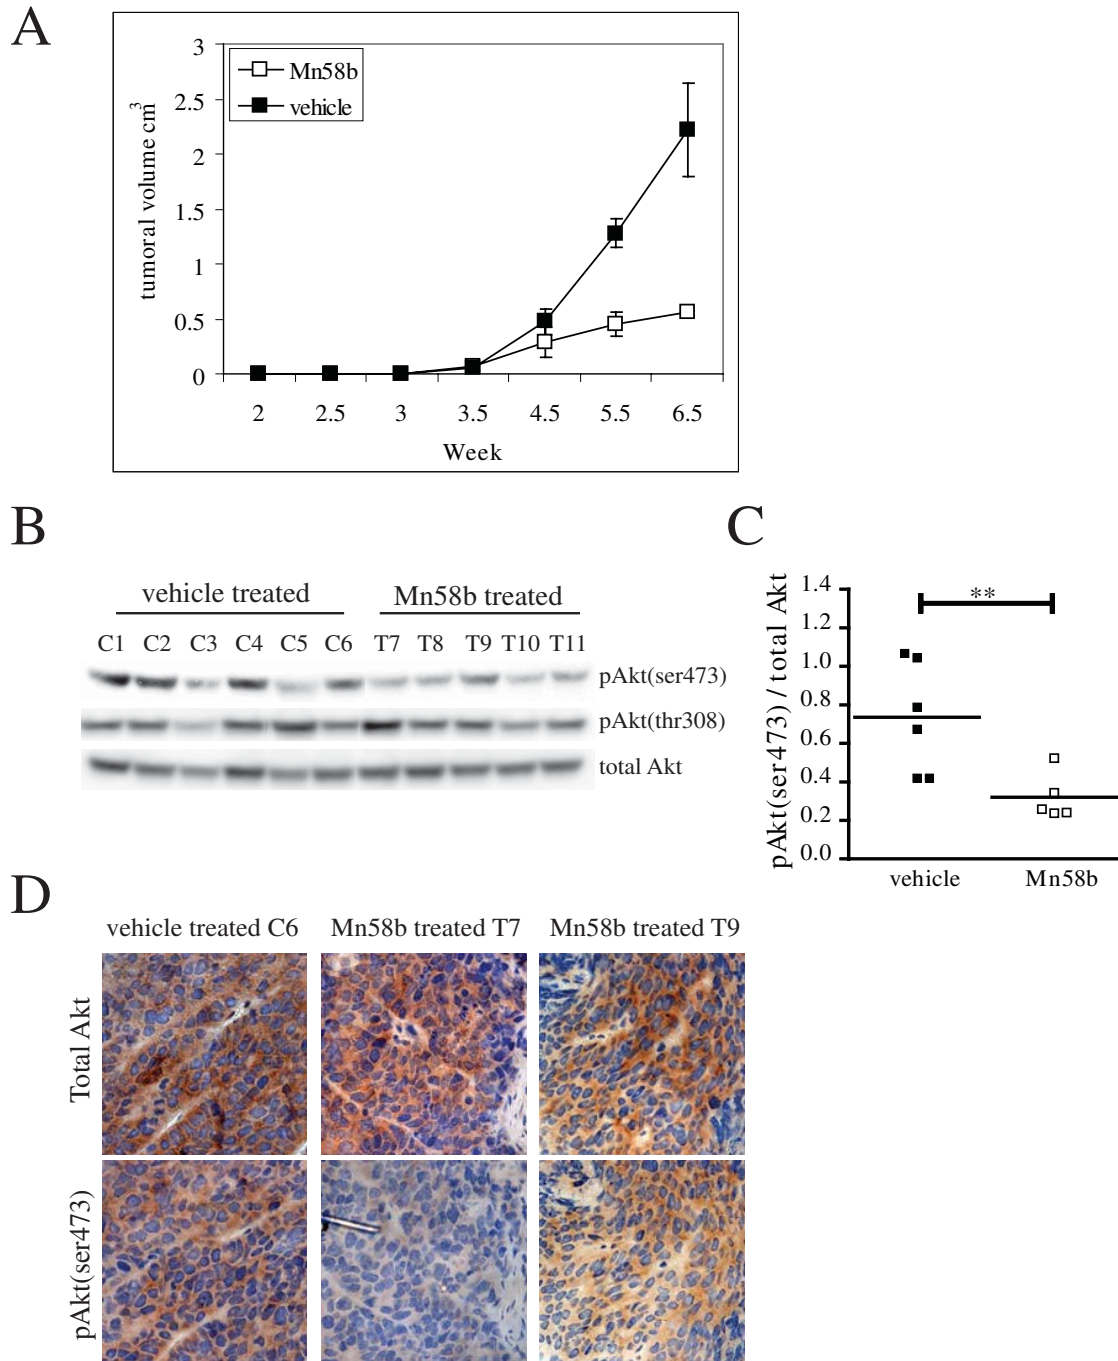 A
3
2.5
2
1.5
1
0.5
0
tumoral volume cm3
Mn58b
vehicle
2 2.5 3 3.5 4.5 5.5 6.5
Week
B
vehicle treated Mn58b treated
C1 C2 C3 C4 C5 C6 T7 T8 T9 T10 T11
pAkt(ser473)
pAkt(thr308)
total Akt
C
pAkt(ser473) / total Akt
1.4
1.2
1.0
0.8
0.6
0.4
0.2
0.0
**
vehicle Mn58b
D
vehicle treated C6 Mn58b treated T7 Mn58b treated T9
Total Akt
pAkt(ser473)